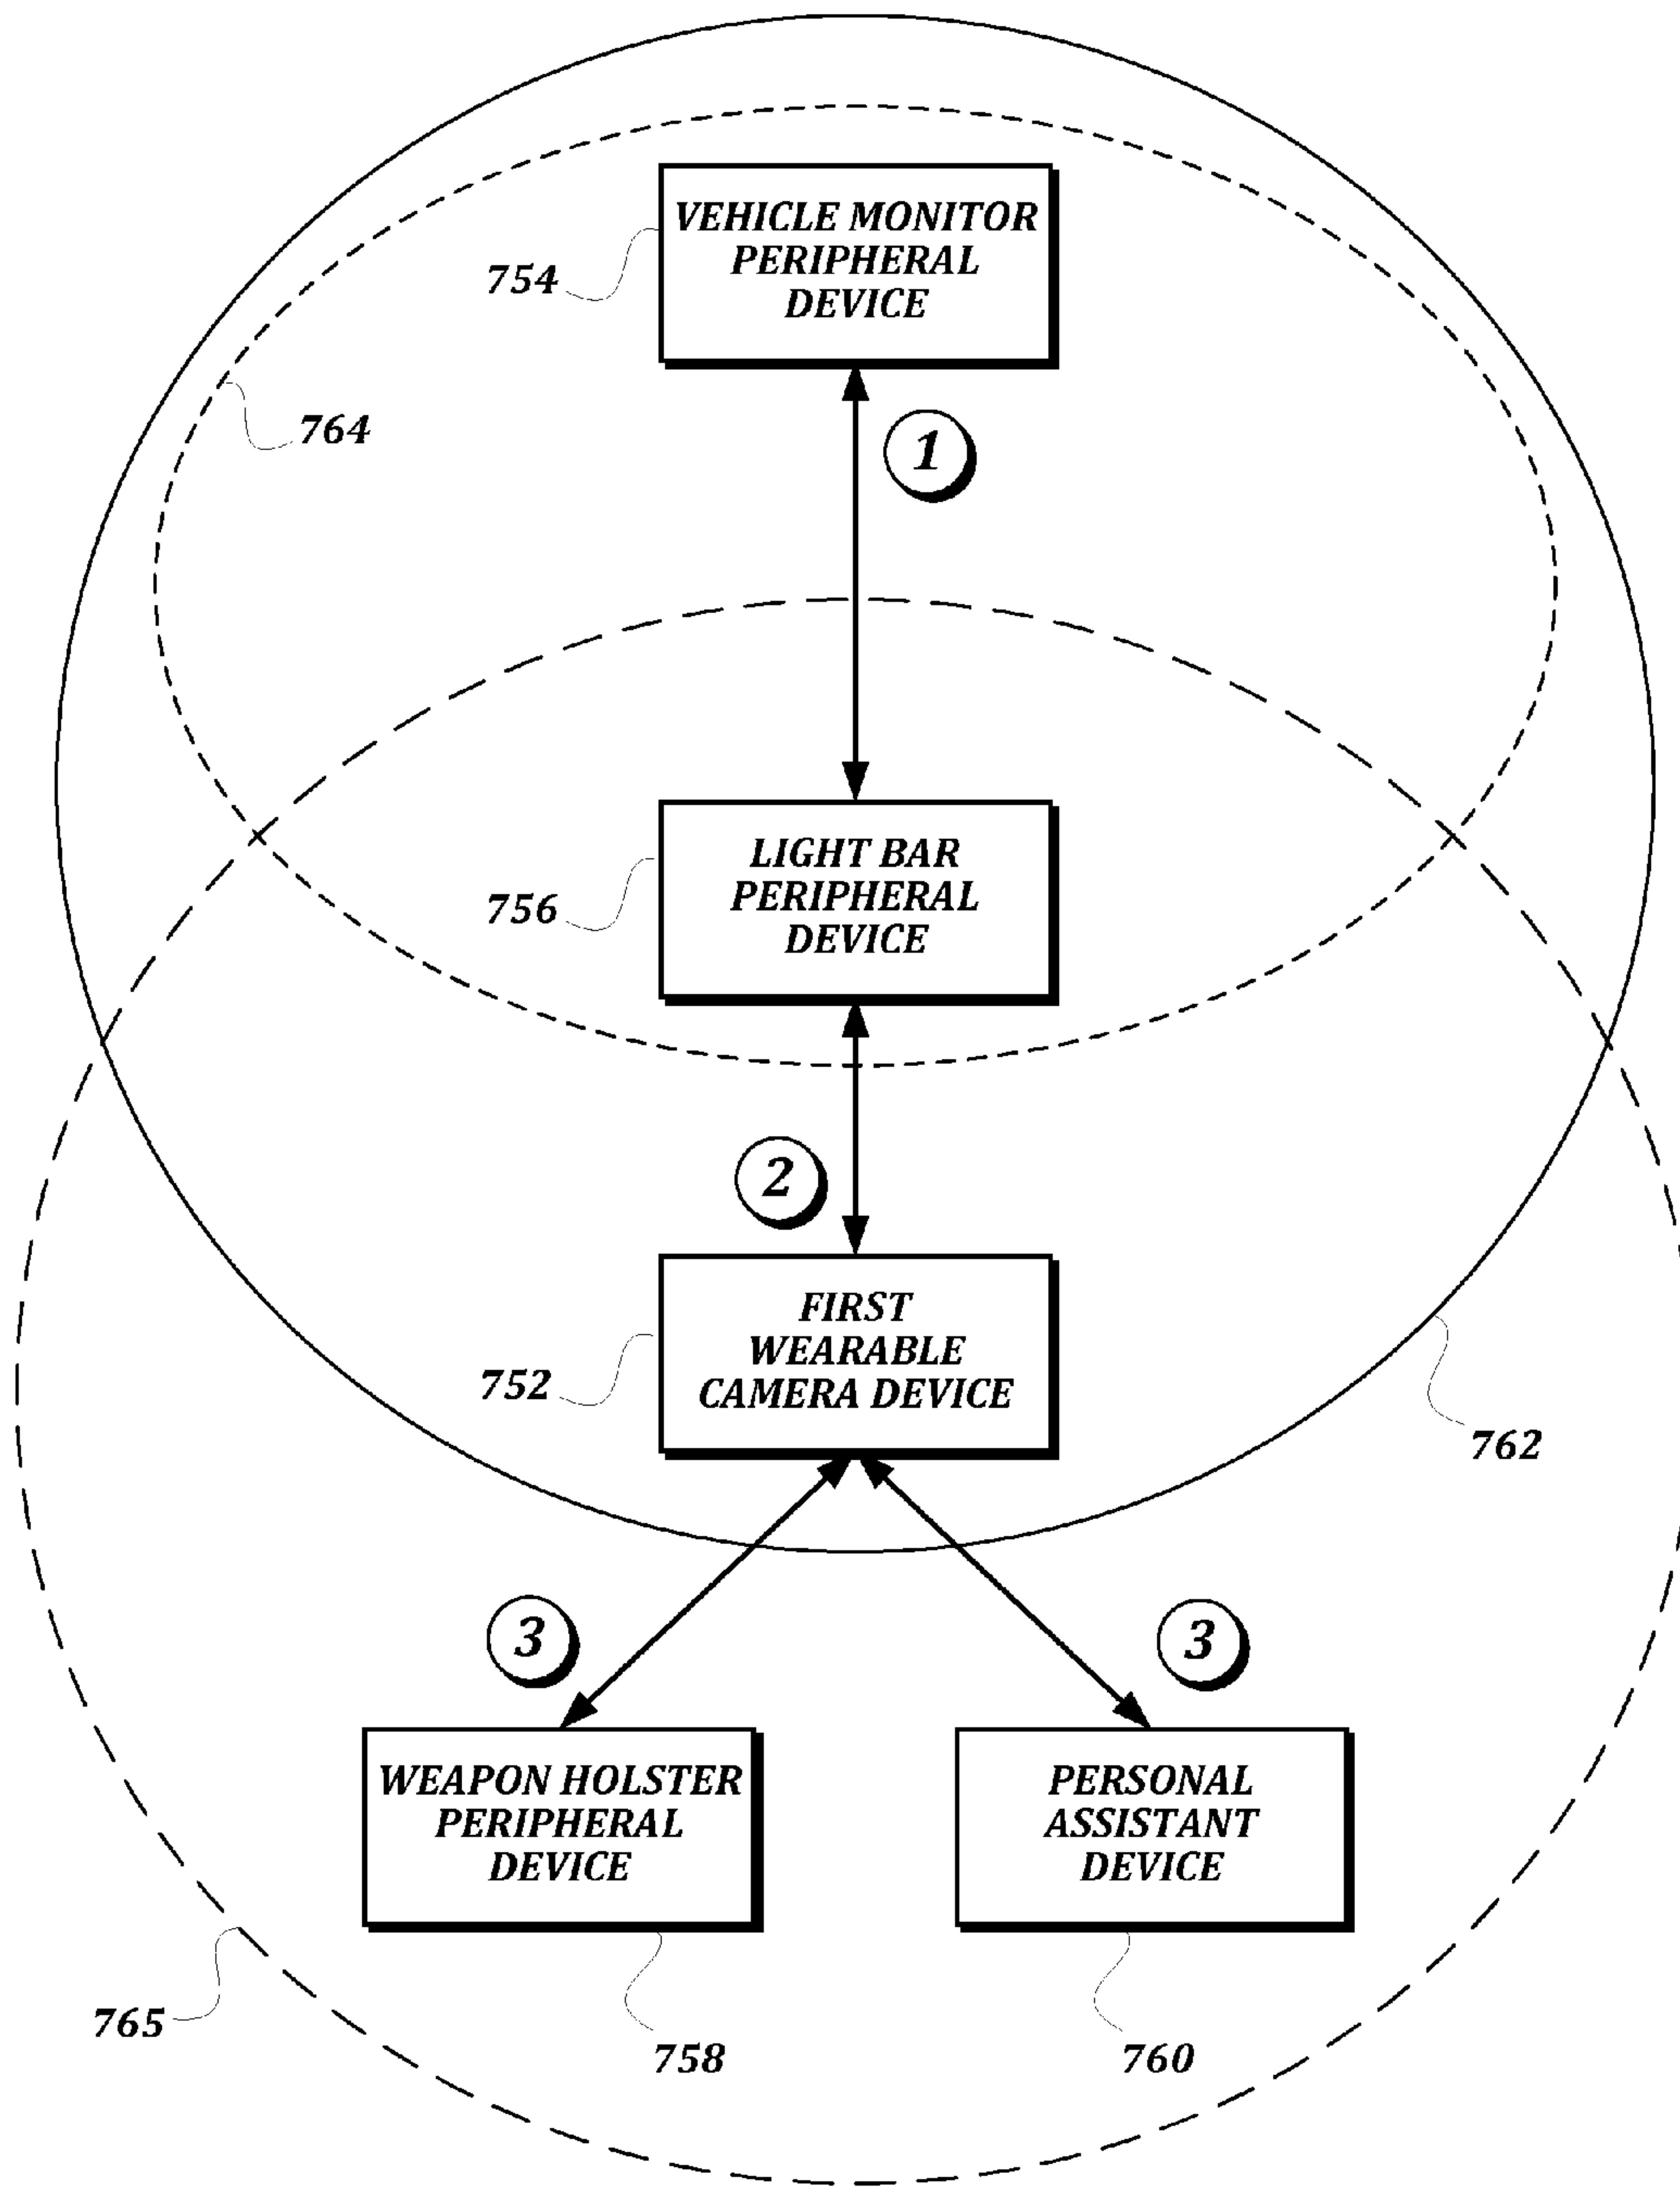 VEHICLE MONITOR
PERIPHERAL
DEVICE
754
764
1
LIGHT BAR
PERIPHERAL
DEVICE
756
2
FIRST
WEARABLE
CAMERA DEVICE
752
762
3
3
WEAPON HOLSTER
PERIPHERAL
DEVICE
PERSONAL
ASSISTANT
DEVICE
765
758
760